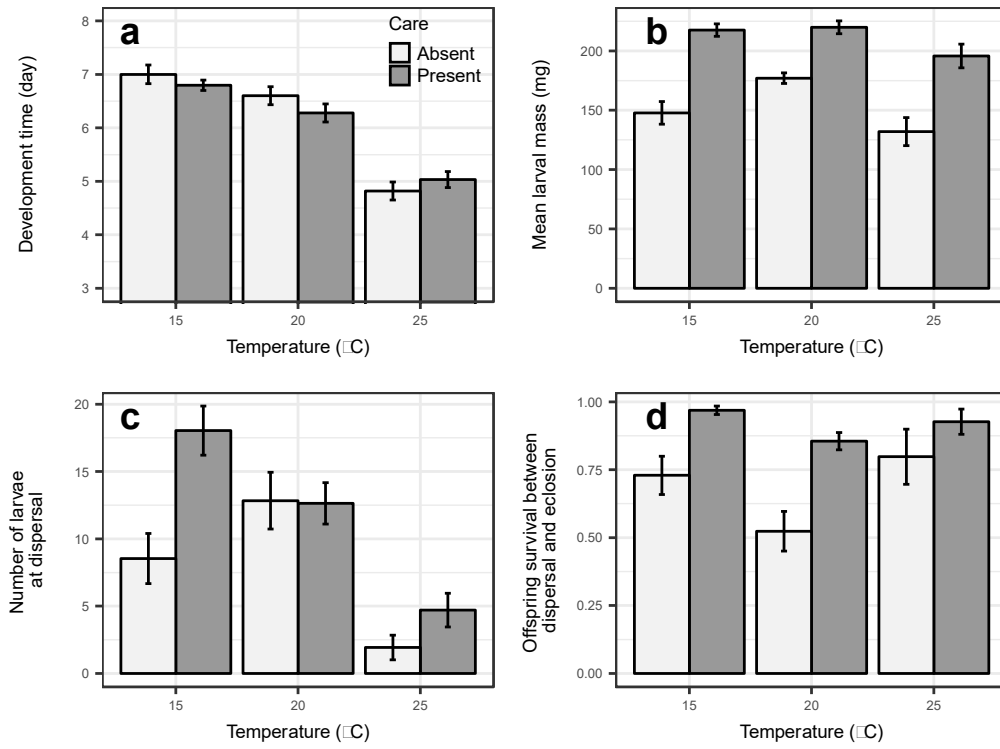 a
Care
Absent
Present
8
7
6
5
4
3
Development time (day)
15 20 25
Temperature (□C)
b
200
150
100
50
0
Mean larval mass (mg)
15 20 25
Temperature (□C)
c
20
15
10
5
0
Number of larvae
at dispersal
15 20 25
Temperature (□C)
d
1.00
0.75
0.50
0.25
0.00
Offspring survival between
dispersal and eclosion
15 20 25
Temperature (□C)